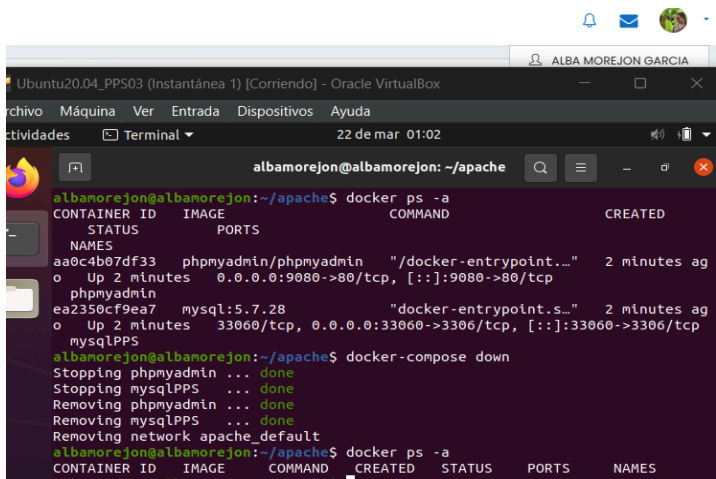 ALBA MOREJON GARCIA
Ubuntu20.04_PPS03 (Instantánea 1) [Corriendo] - Oracle VirtualBox
rchivo Máquina Ver Entrada Dispositivos Ayuda
ctividades Terminal 22 de mar 01:02
albamorejon@albamorejon: ~/apache
albamorejon@albamorejon:~/apache$ docker ps -a
CONTAINER ID IMAGE COMMAND CREATED
STATUS PORTS
NAMES
aa0c4b07df33 phpmyadmin/phpmyadmin "/docker-entrypoint.…" 2 minutes ag
o Up 2 minutes 0.0.0.0:9080->80/tcp, [::]:9080->80/tcp
phpmyadmin
ea2350cf9ea7 mysql:5.7.28 "docker-entrypoint.s…" 2 minutes ag
o Up 2 minutes 33060/tcp, 0.0.0.0:33060->3306/tcp, [::]:33060->3306/tcp
mysqlPPS
albamorejon@albamorejon:~/apache$ docker-compose down
Stopping phpmyadmin ... done
Stopping mysqlPPS ... done
Removing phpmyadmin ... done
Removing mysqlPPS ... done
Removing network apache_default
albamorejon@albamorejon:~/apache$ docker ps -a
CONTAINER ID IMAGE COMMAND CREATED STATUS PORTS NAMES